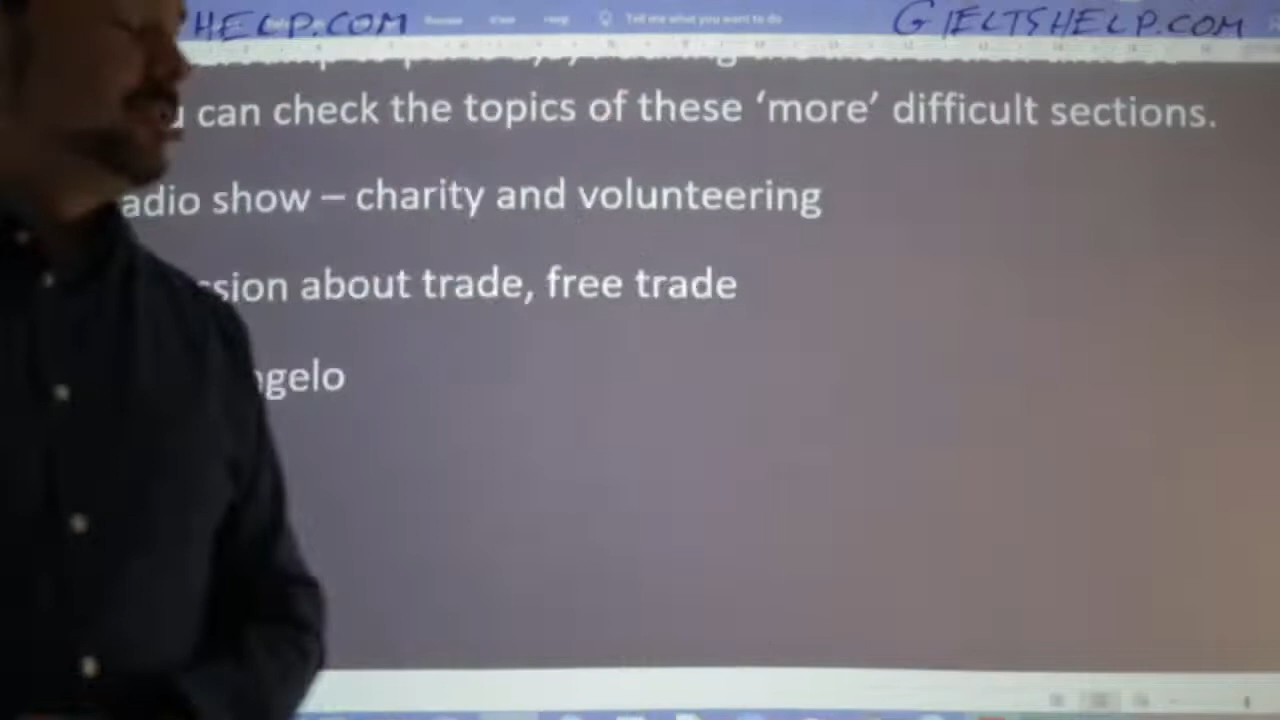 HELP.COM
Tell me what you want to do
GIELTSHELP.COM
can check the topics of these ‘more’ difficult sections.
adio show – charity and volunteering
ssion about trade, free trade
ngelo